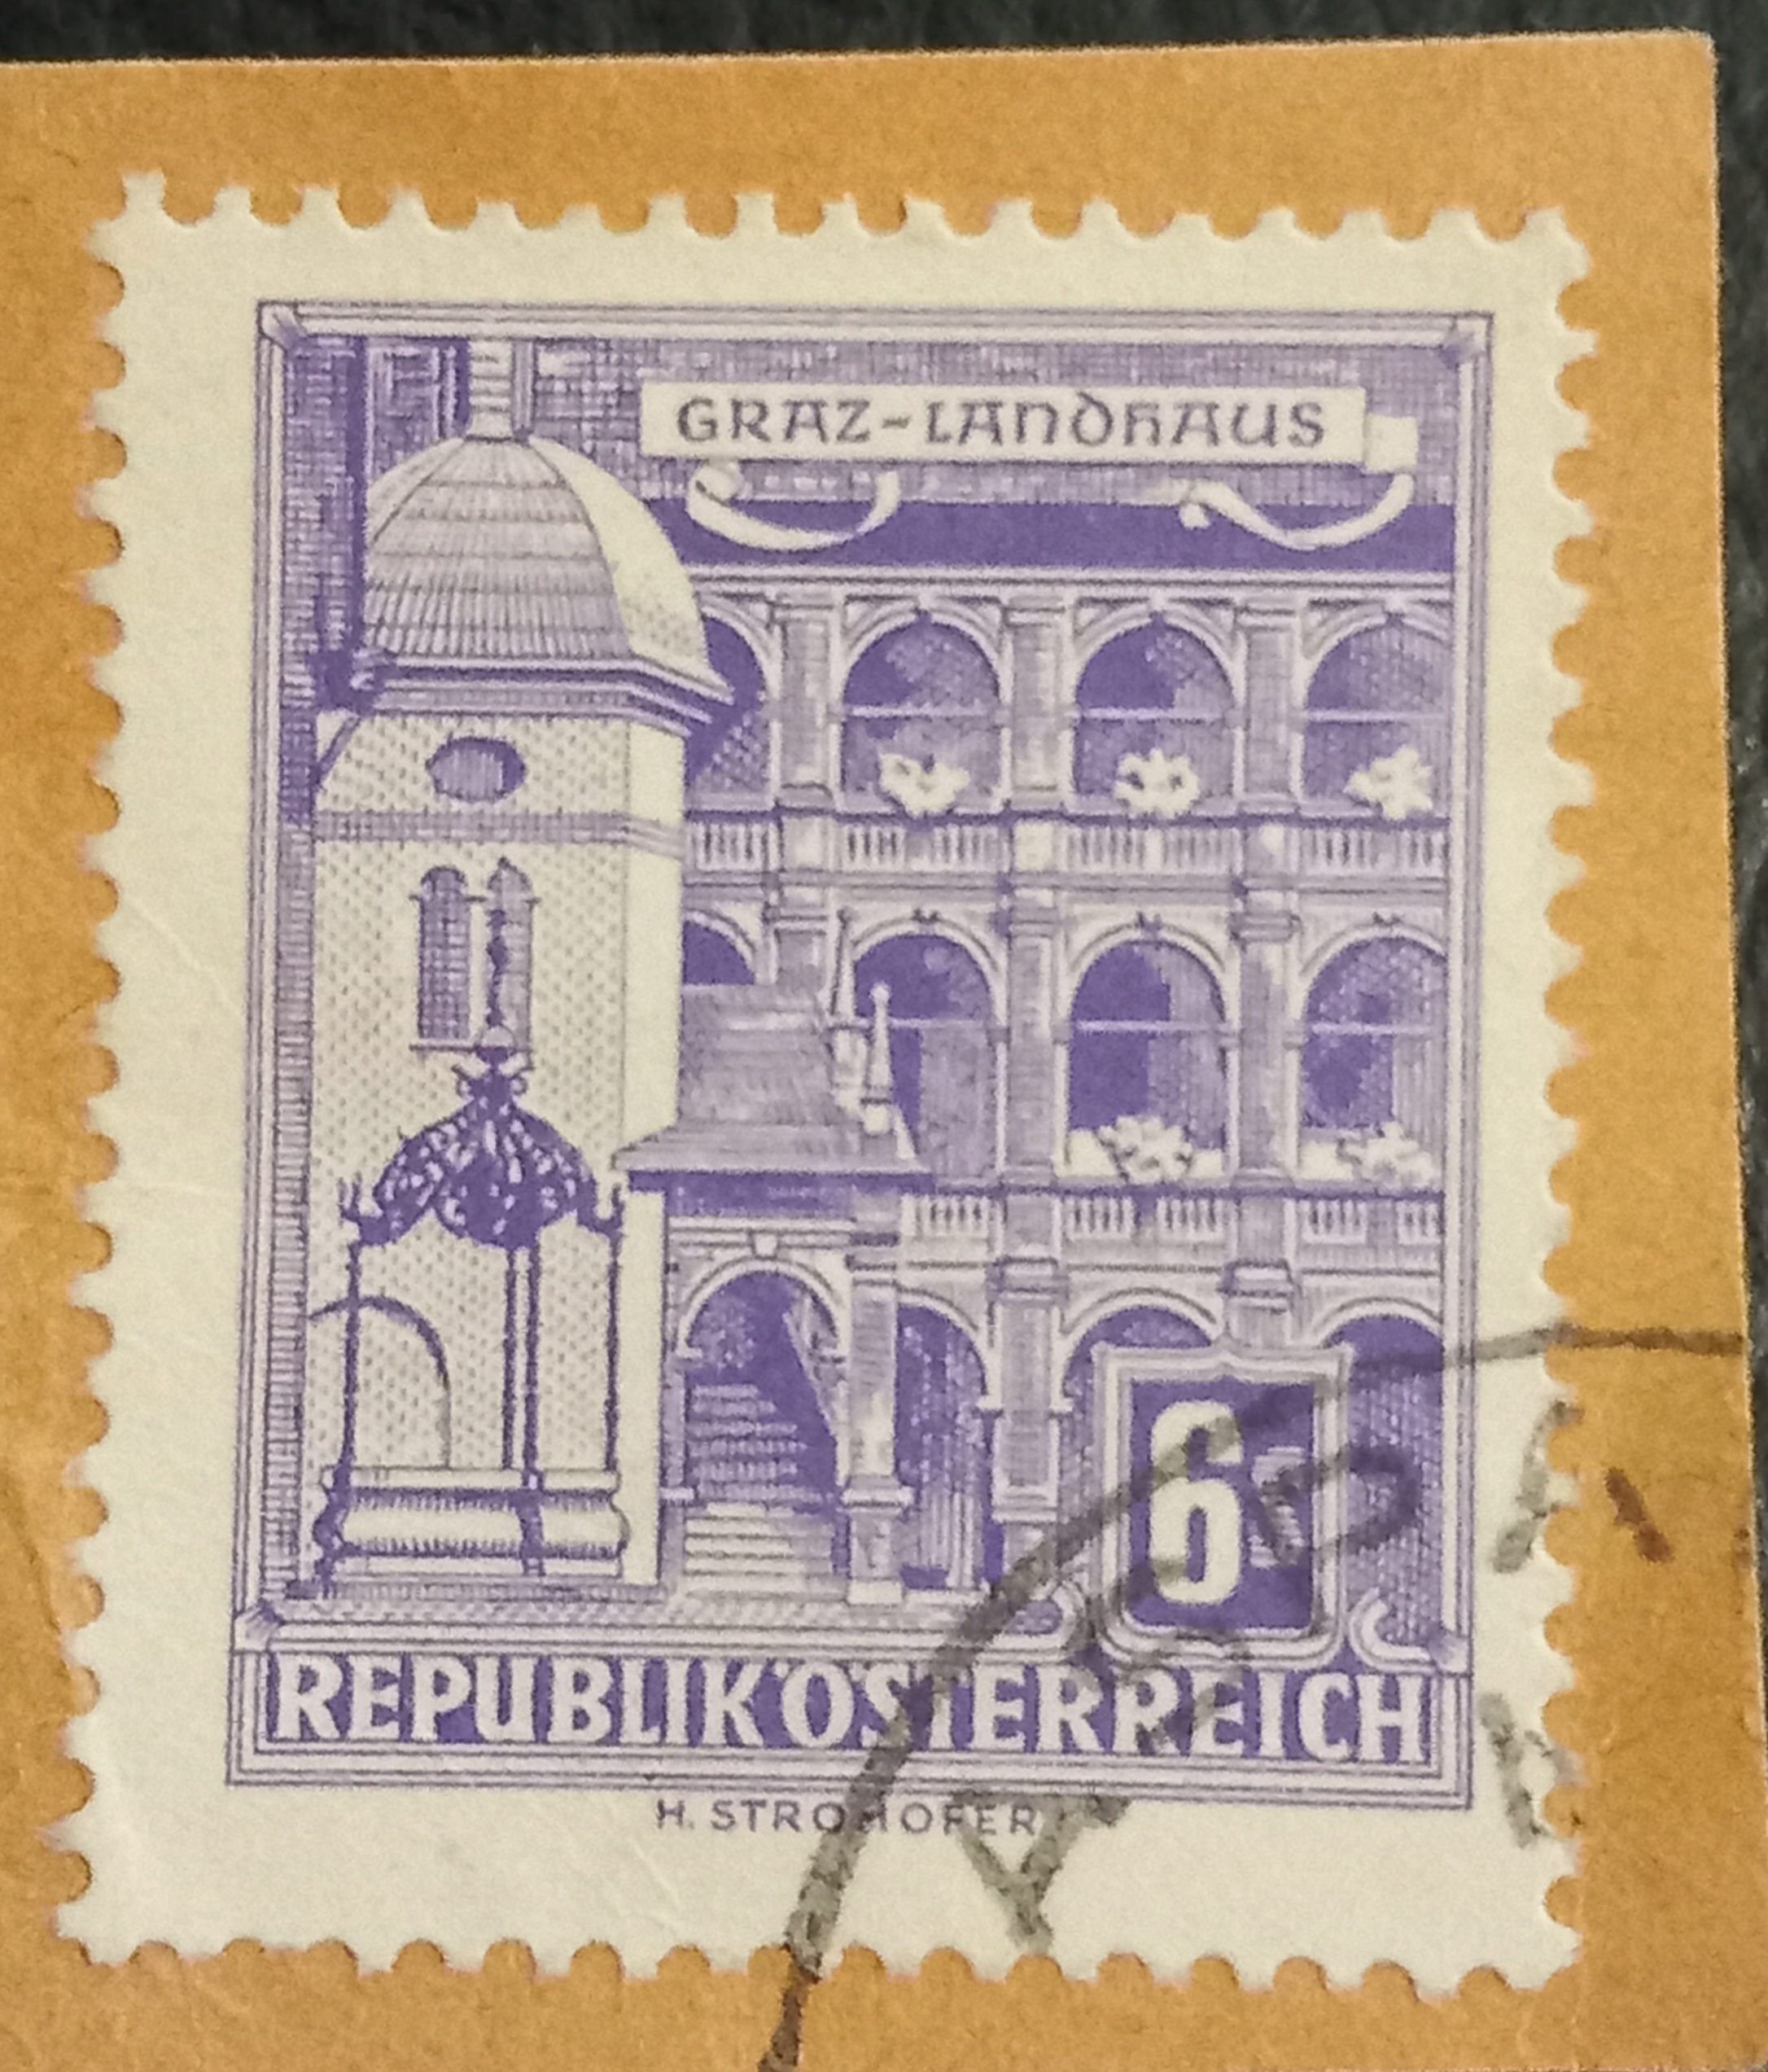 GRAZ-LANDHAUS
6 S
REPUBLIK ÖSTERREICH
H. STROHOFER